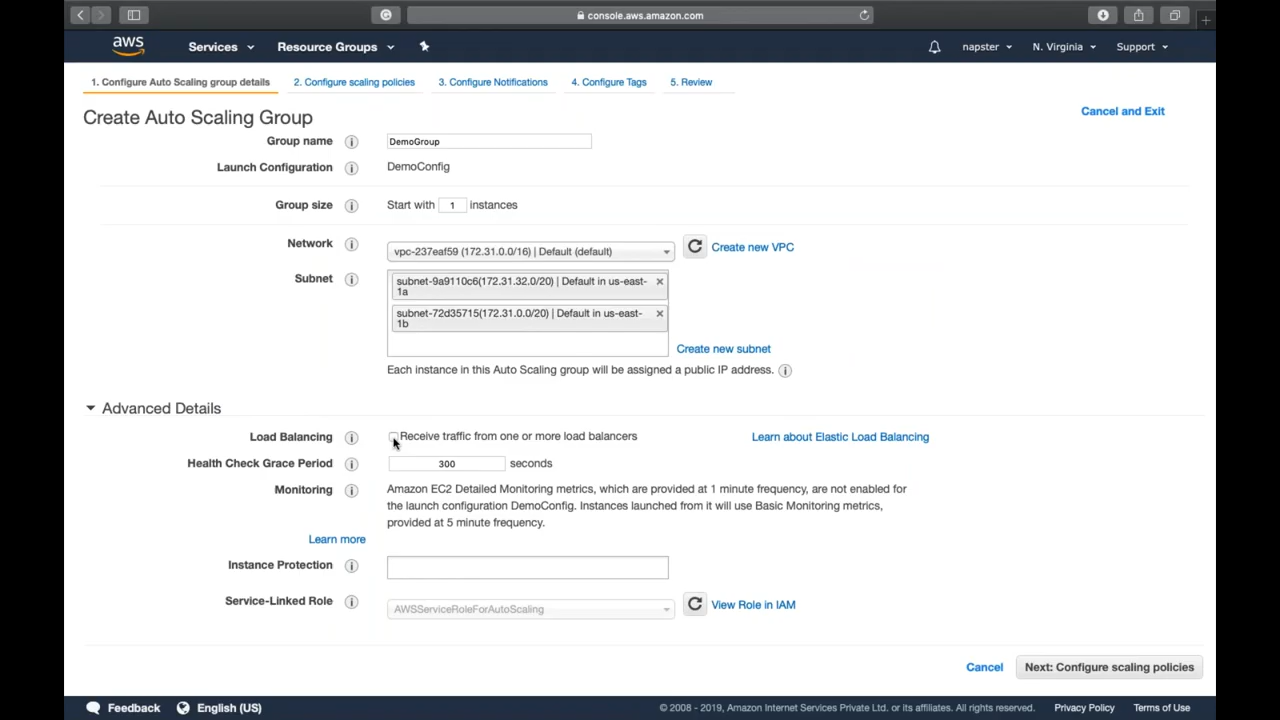 console.aws.amazon.com
aws Services Resource Groups napster N. Virginia Support
1. Configure Auto Scaling group details 2. Configure scaling policies 3. Configure Notifications 4. Configure Tags 5. Review
Create Auto Scaling Group
Cancel and Exit
Group name DemoGroup
Launch Configuration DemoConfig
Group size Start with 1 instances
Network vpc-237eaf59 (172.31.0.0/16) | Default (default) Create new VPC
Subnet subnet-9a9110c6(172.31.32.0/20) | Default in us-east-
1a
subnet-72d35715(172.31.0.0/20) | Default in us-east-
1b
Create new subnet
Each instance in this Auto Scaling group will be assigned a public IP address.
Advanced Details
Load Balancing Receive traffic from one or more load balancers Learn about Elastic Load Balancing
Health Check Grace Period 300 seconds
Monitoring Amazon EC2 Detailed Monitoring metrics, which are provided at 1 minute frequency, are not enabled for
the launch configuration DemoConfig. Instances launched from it will use Basic Monitoring metrics,
provided at 5 minute frequency.
Learn more
Instance Protection
Service-Linked Role AWSServiceRoleForAutoScaling View Role in IAM
Cancel Next: Configure scaling policies
Feedback English (US) © 2008 - 2019, Amazon Internet Services Private Ltd. or its affiliates. All rights reserved. Privacy Policy Terms of Use